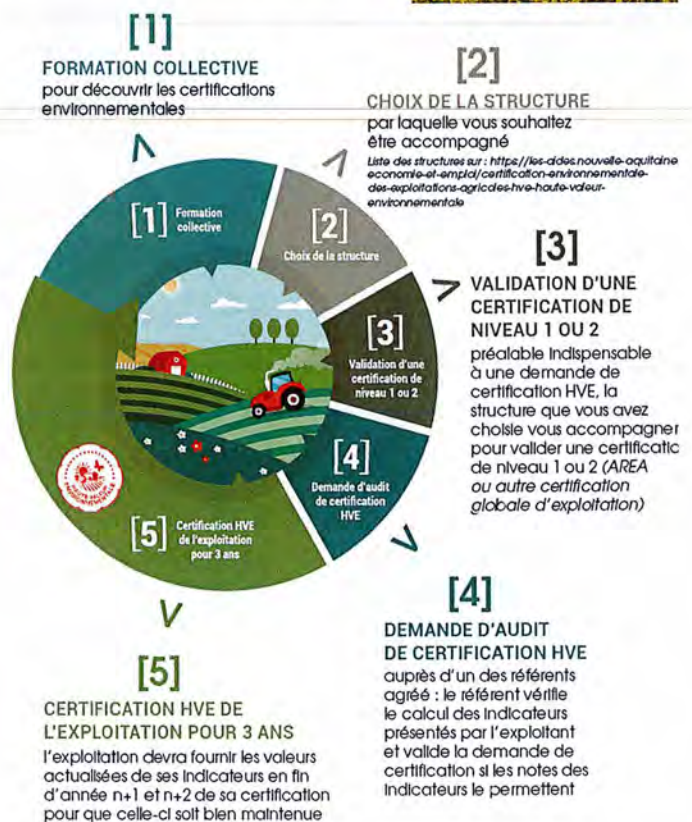 [1]
FORMATION COLLECTIVE
pour découvrir les certifications
environnementales
[2]
CHOIX DE LA STRUCTURE
par laquelle vous souhaitez
être accompagné
Liste des structures sur : https://les-aides.nouvelle-aquitaine
economie-et-emploi/certification-environnementale-
des-exploitations-agricoles-hve-haute-valeur-
environnementale
[1] Formation
collective
[2]
Choix de la structure
[3]
Validation d'une
certification de
niveau 1 ou 2
[4]
Demande d'audit
de certification
HVE
[5] Certification HVE
de l'exploitation
pour 3 ans
HAUTE VALEUR
ENVIRONNEMENTALE
[3]
VALIDATION D'UNE
CERTIFICATION DE
NIVEAU 1 OU 2
préalable indispensable
à une demande de
certification HVE, la
structure que vous avez
choisie vous accompagner
pour valider une certificatic
de niveau 1 ou 2 (AREA
ou autre certification
globale d'exploitation)
[4]
DEMANDE D'AUDIT
DE CERTIFICATION HVE
auprès d'un des référents
agréé : le référent vérifie
le calcul des indicateurs
présentés par l'exploitant
et valide la demande de
certification si les notes des
indicateurs le permettent
[5]
CERTIFICATION HVE DE
L'EXPLOITATION POUR 3 ANS
l'exploitation devra fournir les valeurs
actualisées de ses indicateurs en fin
d'année n+1 et n+2 de sa certification
pour que celle-ci soit bien maintenue